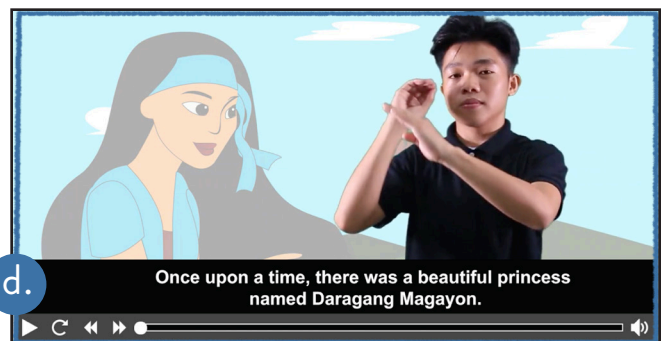 Once upon a time, there was a beautiful princess
named Daragang Magayon.
d.